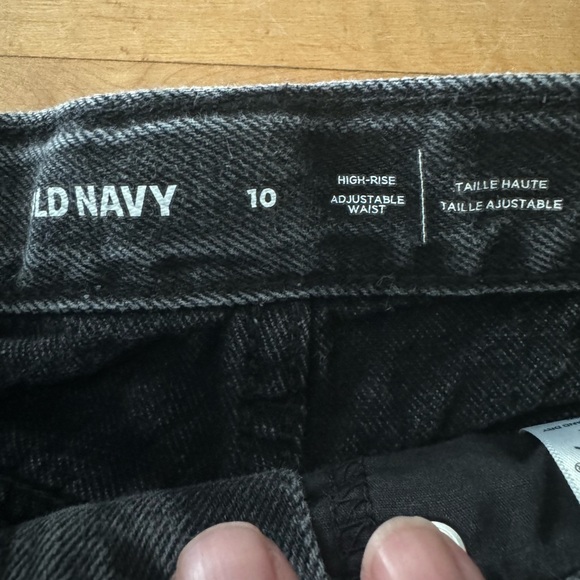 LD NAVY
10
HIGH-RISE
ADJUSTABLE
WAIST
TAILLE HAUTE
TAILLE AJUSTABLE